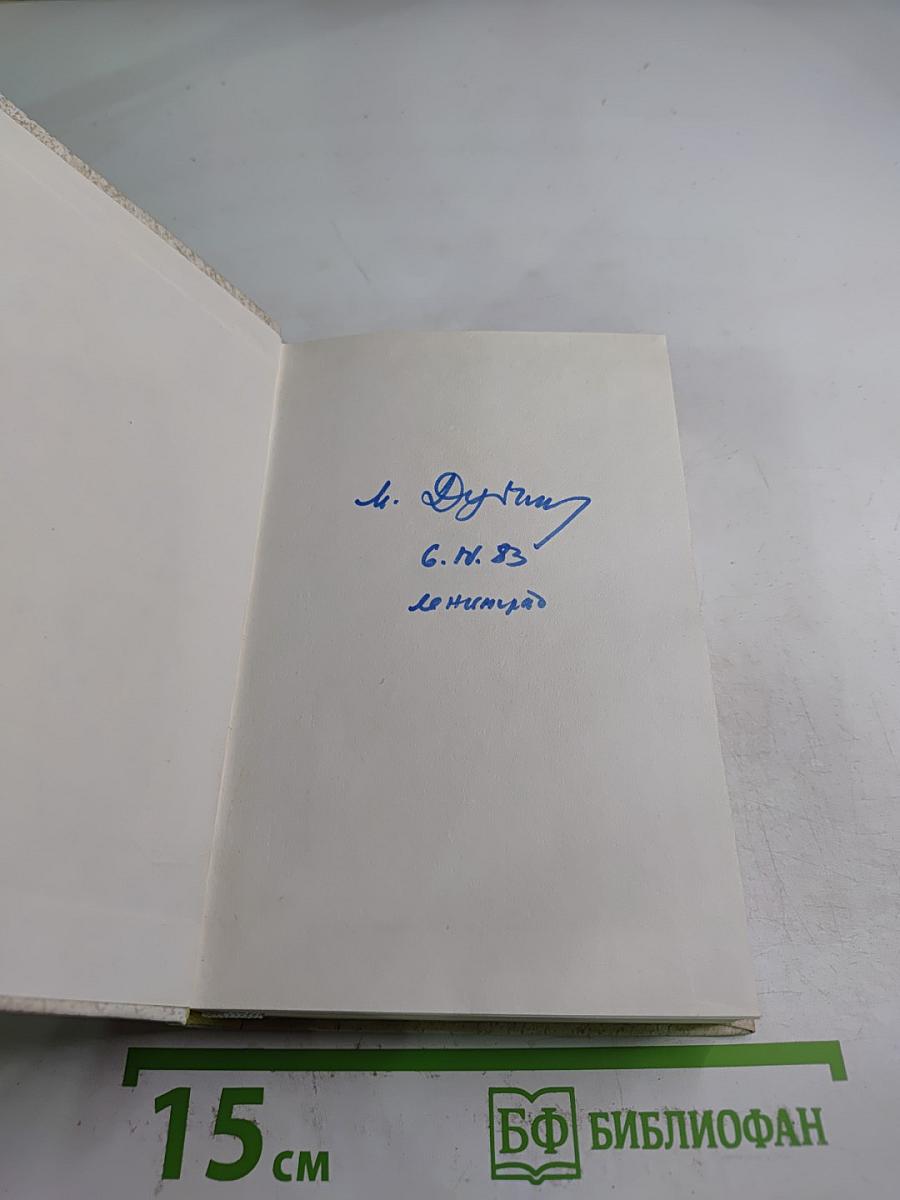 М. Дудин
6.IV.83
Ленинград
15 см
БФ БИБЛИОФАН